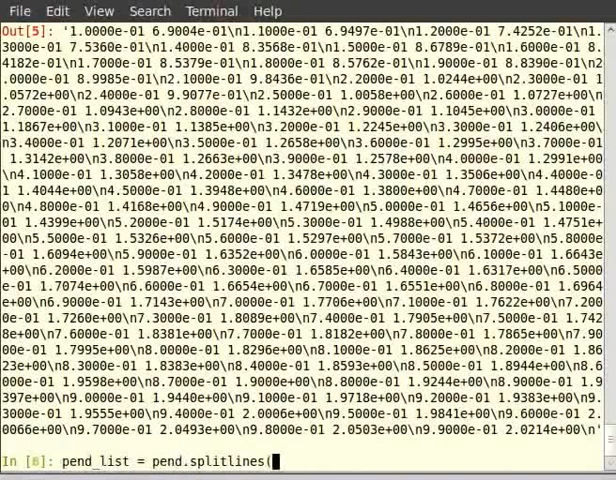 File Edit View Search Terminal Help
Out[5]: '1.0000e-01 6.9004e-01\n1.1000e-01 6.9497e-01\n1.2000e-01 7.4252e-01\n1.
3000e-01 7.5360e-01\n1.4000e-01 8.3568e-01\n1.5000e-01 8.6789e-01\n1.6000e-01 8.
4182e-01\n1.7000e-01 8.5379e-01\n1.8000e-01 8.5762e-01\n1.9000e-01 8.8390e-01\n2
.0000e-01 8.9985e-01\n2.1000e-01 9.8436e-01\n2.2000e-01 1.0244e+00\n2.3000e-01 1
.0572e+00\n2.4000e-01 9.9077e-01\n2.5000e-01 1.0058e+00\n2.6000e-01 1.0727e+00\n
2.7000e-01 1.0943e+00\n2.8000e-01 1.1432e+00\n2.9000e-01 1.1045e+00\n3.0000e-01 
1.1867e+00\n3.1000e-01 1.1385e+00\n3.2000e-01 1.2245e+00\n3.3000e-01 1.2406e+00\
n3.4000e-01 1.2071e+00\n3.5000e-01 1.2658e+00\n3.6000e-01 1.2995e+00\n3.7000e-01
 1.3142e+00\n3.8000e-01 1.2663e+00\n3.9000e-01 1.2578e+00\n4.0000e-01 1.2991e+00
\n4.1000e-01 1.3058e+00\n4.2000e-01 1.3478e+00\n4.3000e-01 1.3506e+00\n4.4000e-0
1 1.4044e+00\n4.5000e-01 1.3948e+00\n4.6000e-01 1.3800e+00\n4.7000e-01 1.4480e+0
0\n4.8000e-01 1.4168e+00\n4.9000e-01 1.4719e+00\n5.0000e-01 1.4656e+00\n5.1000e-
01 1.4399e+00\n5.2000e-01 1.5174e+00\n5.3000e-01 1.4988e+00\n5.4000e-01 1.4751e+
00\n5.5000e-01 1.5326e+00\n5.6000e-01 1.5297e+00\n5.7000e-01 1.5372e+00\n5.8000e
-01 1.6094e+00\n5.9000e-01 1.6352e+00\n6.0000e-01 1.5843e+00\n6.1000e-01 1.6643e
+00\n6.2000e-01 1.5987e+00\n6.3000e-01 1.6585e+00\n6.4000e-01 1.6317e+00\n6.5000
e-01 1.7074e+00\n6.6000e-01 1.6654e+00\n6.7000e-01 1.6551e+00\n6.8000e-01 1.6964
e+00\n6.9000e-01 1.7143e+00\n7.0000e-01 1.7706e+00\n7.1000e-01 1.7622e+00\n7.200
0e-01 1.7260e+00\n7.3000e-01 1.8089e+00\n7.4000e-01 1.7905e+00\n7.5000e-01 1.742
8e+00\n7.6000e-01 1.8381e+00\n7.7000e-01 1.8182e+00\n7.8000e-01 1.7865e+00\n7.90
00e-01 1.7995e+00\n8.0000e-01 1.8296e+00\n8.1000e-01 1.8625e+00\n8.2000e-01 1.86
23e+00\n8.3000e-01 1.8383e+00\n8.4000e-01 1.8593e+00\n8.5000e-01 1.8944e+00\n8.6
000e-01 1.9598e+00\n8.7000e-01 1.9000e+00\n8.8000e-01 1.9244e+00\n8.9000e-01 1.9
397e+00\n9.0000e-01 1.9440e+00\n9.1000e-01 1.9718e+00\n9.2000e-01 1.9383e+00\n9.
3000e-01 1.9555e+00\n9.4000e-01 2.0006e+00\n9.5000e-01 1.9841e+00\n9.6000e-01 2.
0066e+00\n9.7000e-01 2.0493e+00\n9.8000e-01 2.0503e+00\n9.9000e-01 2.0214e+00\n'
In [8]: pend_list = pend.splitlines(